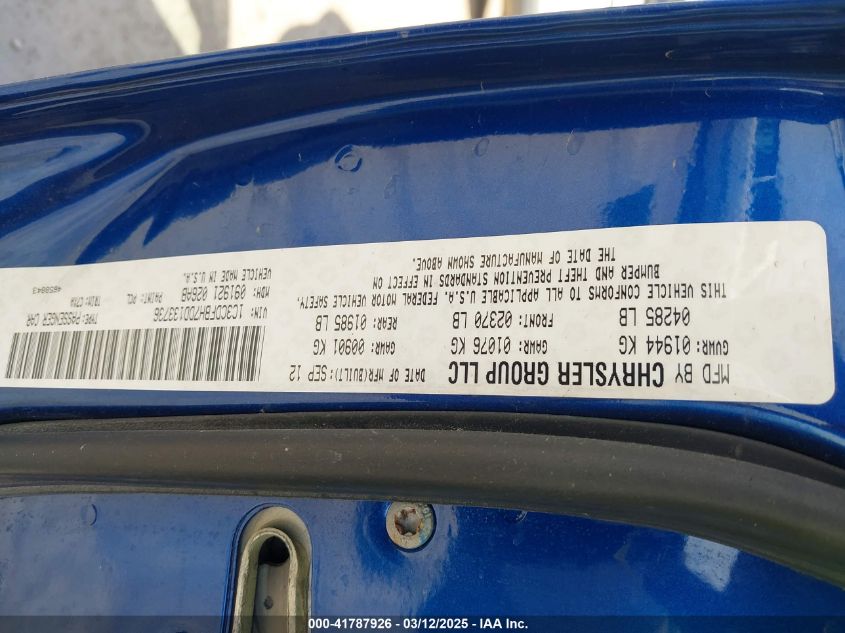 MFD BY CHRYSLER GROUP LLC
DATE OF MFR(BUILT): SEP 12
GVWR: 01944 KG
GAWR: 01076 KG
GAWR: 00901 KG
04285 LB
FRONT: 02370 LB
REAR: 01985 LB
THIS VEHICLE CONFORMS TO ALL APPLICABLE U.S.A. FEDERAL MOTOR VEHICLE SAFETY,
BUMPER AND THEFT PREVENTION STANDARDS IN EFFECT ON
THE DATE OF MANUFACTURE SHOWN ABOVE.
VIN: 1C3CDFBH7DD133736
TYPE: PASSENGER CAR
MDH: 091921 026AB
PAINT: PCL
VEHICLE MADE IN U.S.A.
000-41787926 - 03/12/2025 - IAA Inc.